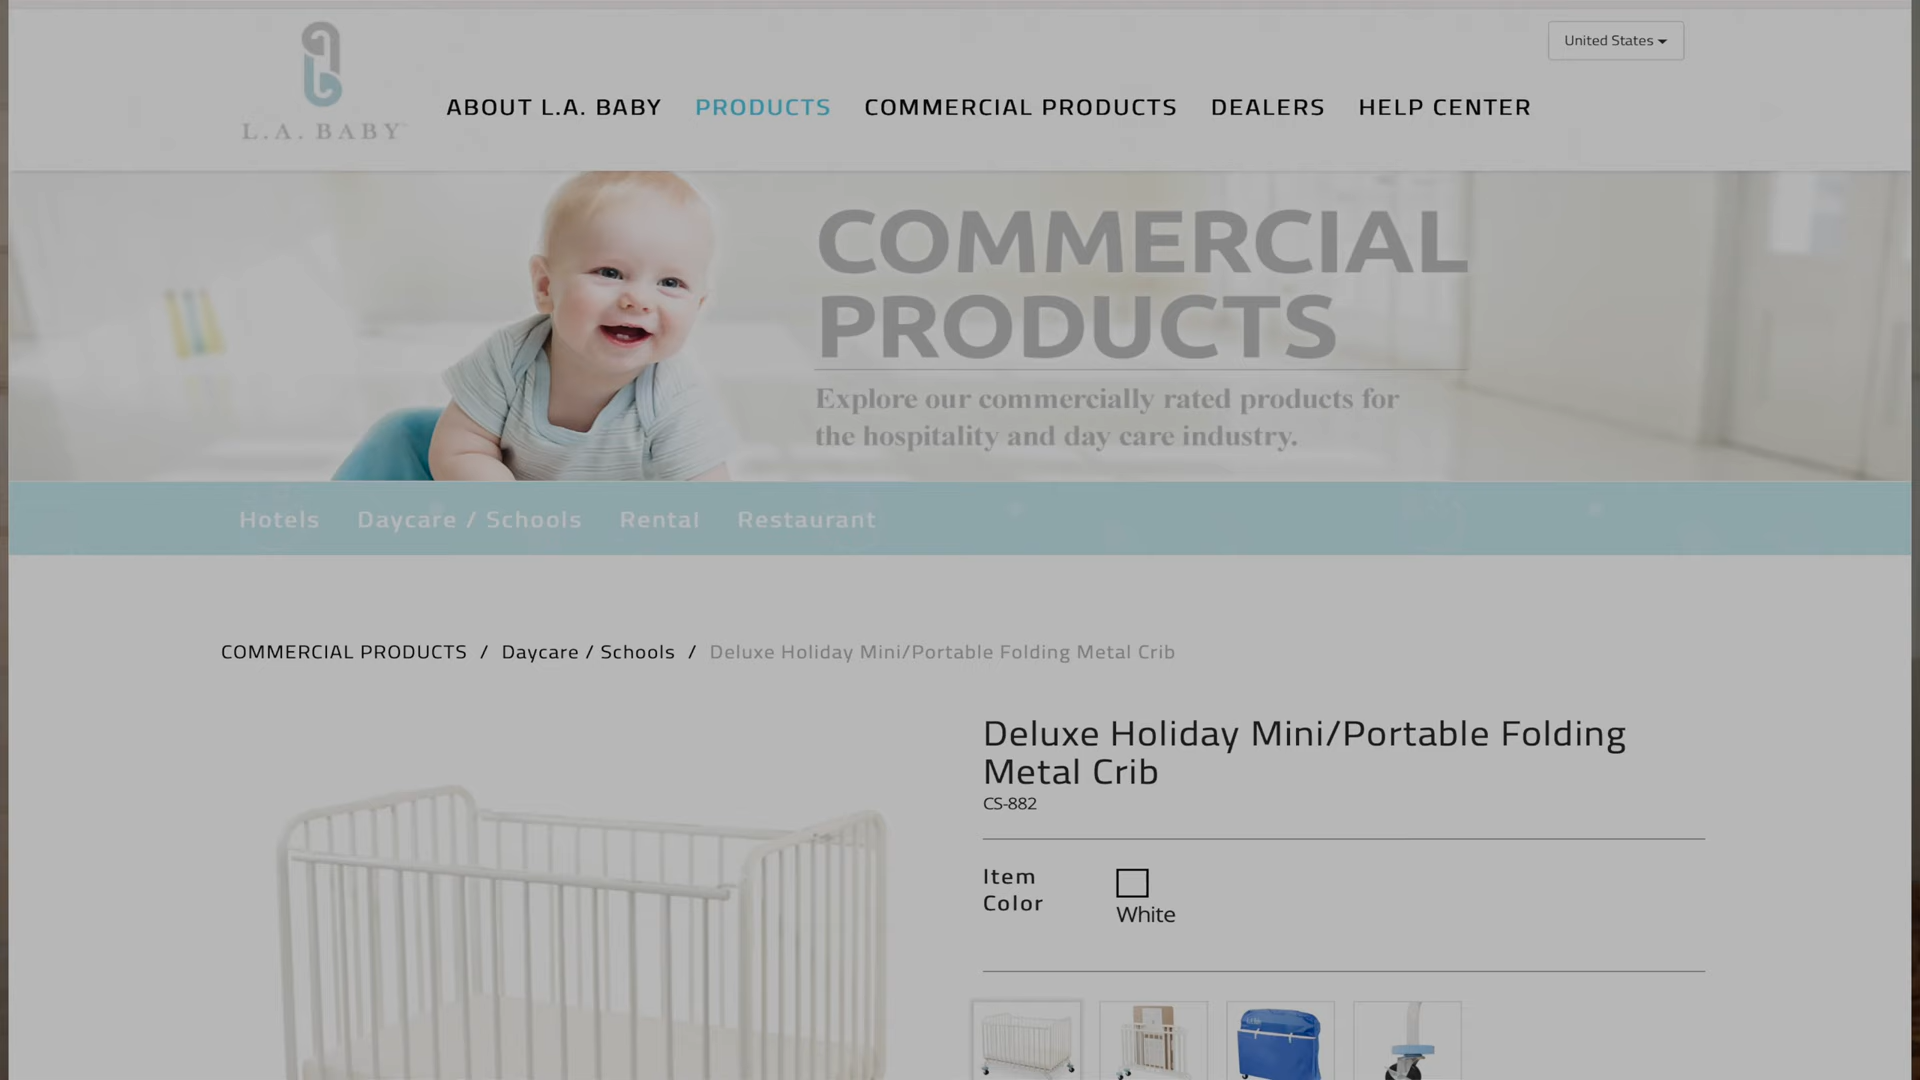 United States
L.A. BABY
ABOUT L.A. BABY
PRODUCTS
COMMERCIAL PRODUCTS
DEALERS
HELP CENTER
COMMERCIAL
PRODUCTS
Explore our commercially rated products for
the hospitality and day care industry.
Hotels
Daycare / Schools
Rental
Restaurant
COMMERCIAL PRODUCTS / Daycare / Schools / Deluxe Holiday Mini/Portable Folding Metal Crib
Deluxe Holiday Mini/Portable Folding
Metal Crib
CS-882
Item
Color
White